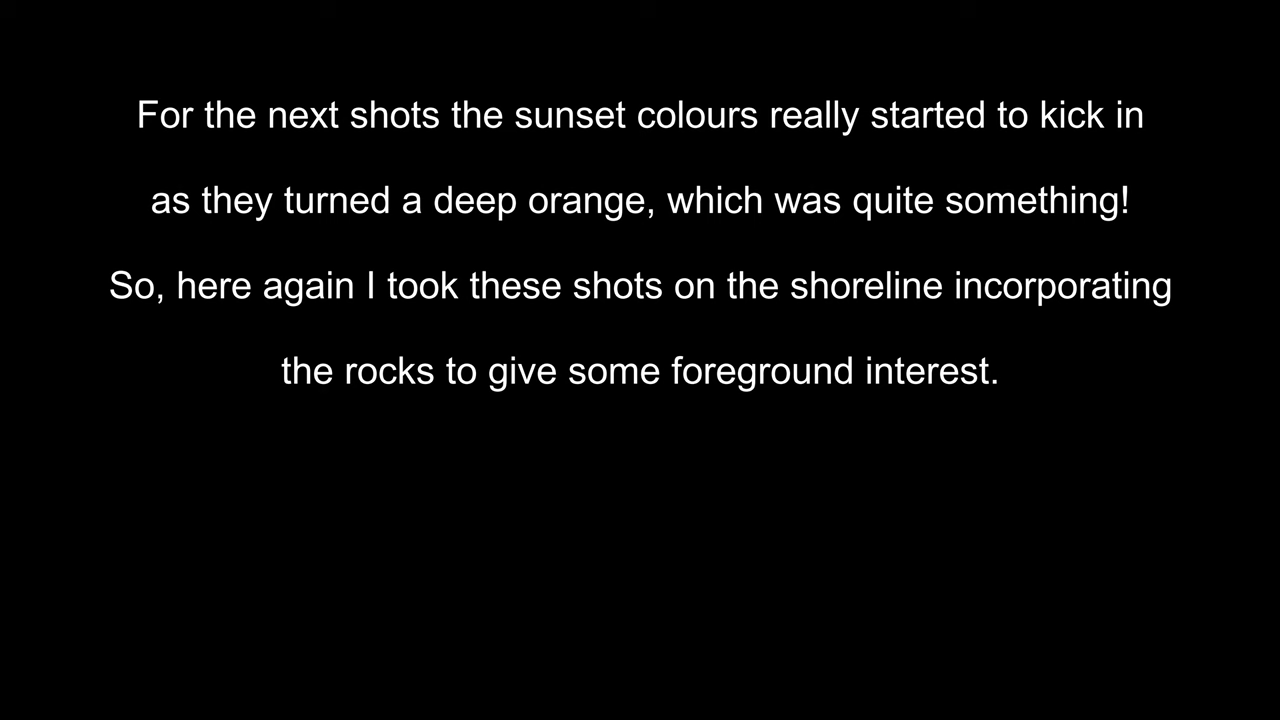 For the next shots the sunset colours really started to kick in
as they turned a deep orange, which was quite something!
So, here again I took these shots on the shoreline incorporating
the rocks to give some foreground interest.